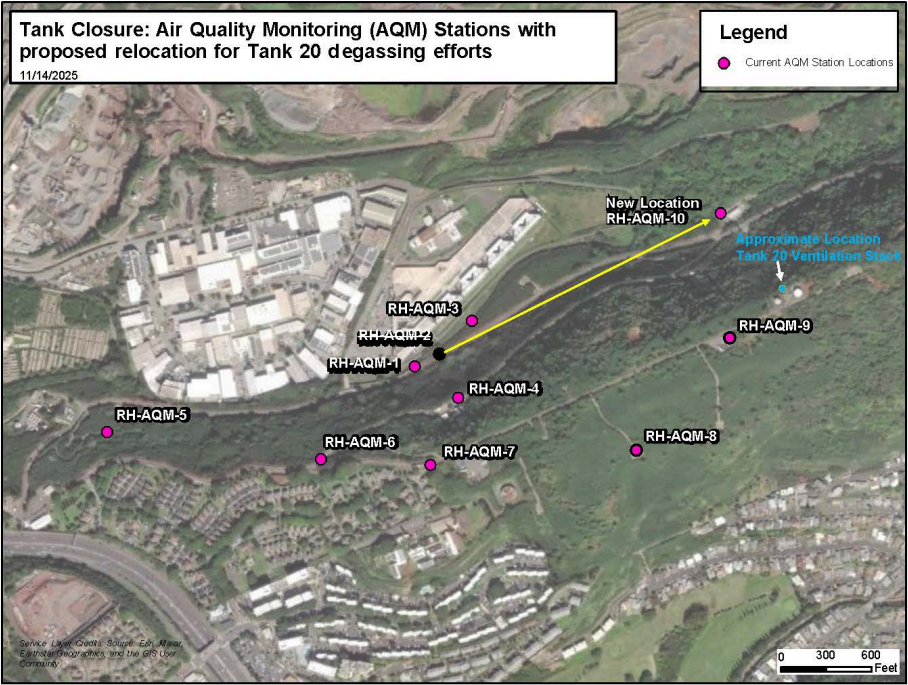 Tank Closure: Air Quality Monitoring (AQM) Stations with
proposed relocation for Tank 20 degassing efforts
11/14/2025
Legend
Current AQM Station Locations
New Location
RH-AQM-10
Approximate Location
Tank 20 Ventilation Stack
RH-AQM-3
RH-AQM-2
RH-AQM-9
RH-AQM-1
RH-AQM-4
RH-AQM-5
RH-AQM-6
RH-AQM-7
RH-AQM-8
Service Layer Credits: Source: Esri, Maxar,
Earthstar Geographics, and the GIS User
Community
0 300 600
Feet